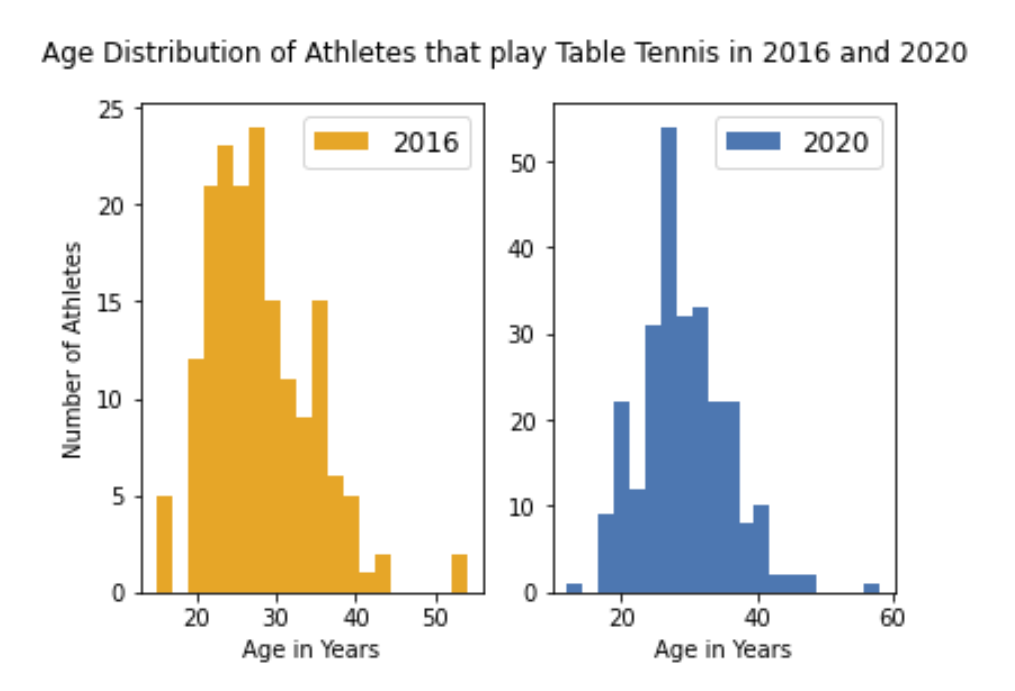 Age Distribution of Athletes that play Table Tennis in 2016 and 2020
2016
25
20
15
10
5
0
Number of Athletes
20 30 40 50
Age in Years
2020
50
40
30
20
10
0
20 40 60
Age in Years